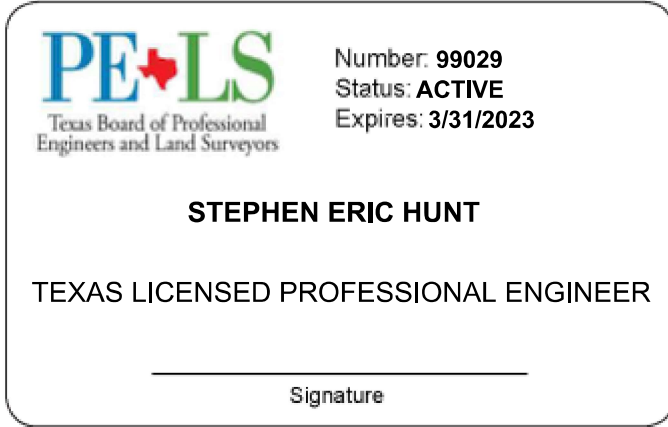 PE LS
Texas Board of Professional
Engineers and Land Surveyors
Number: 99029
Status: ACTIVE
Expires: 3/31/2023
STEPHEN ERIC HUNT
TEXAS LICENSED PROFESSIONAL ENGINEER
Signature